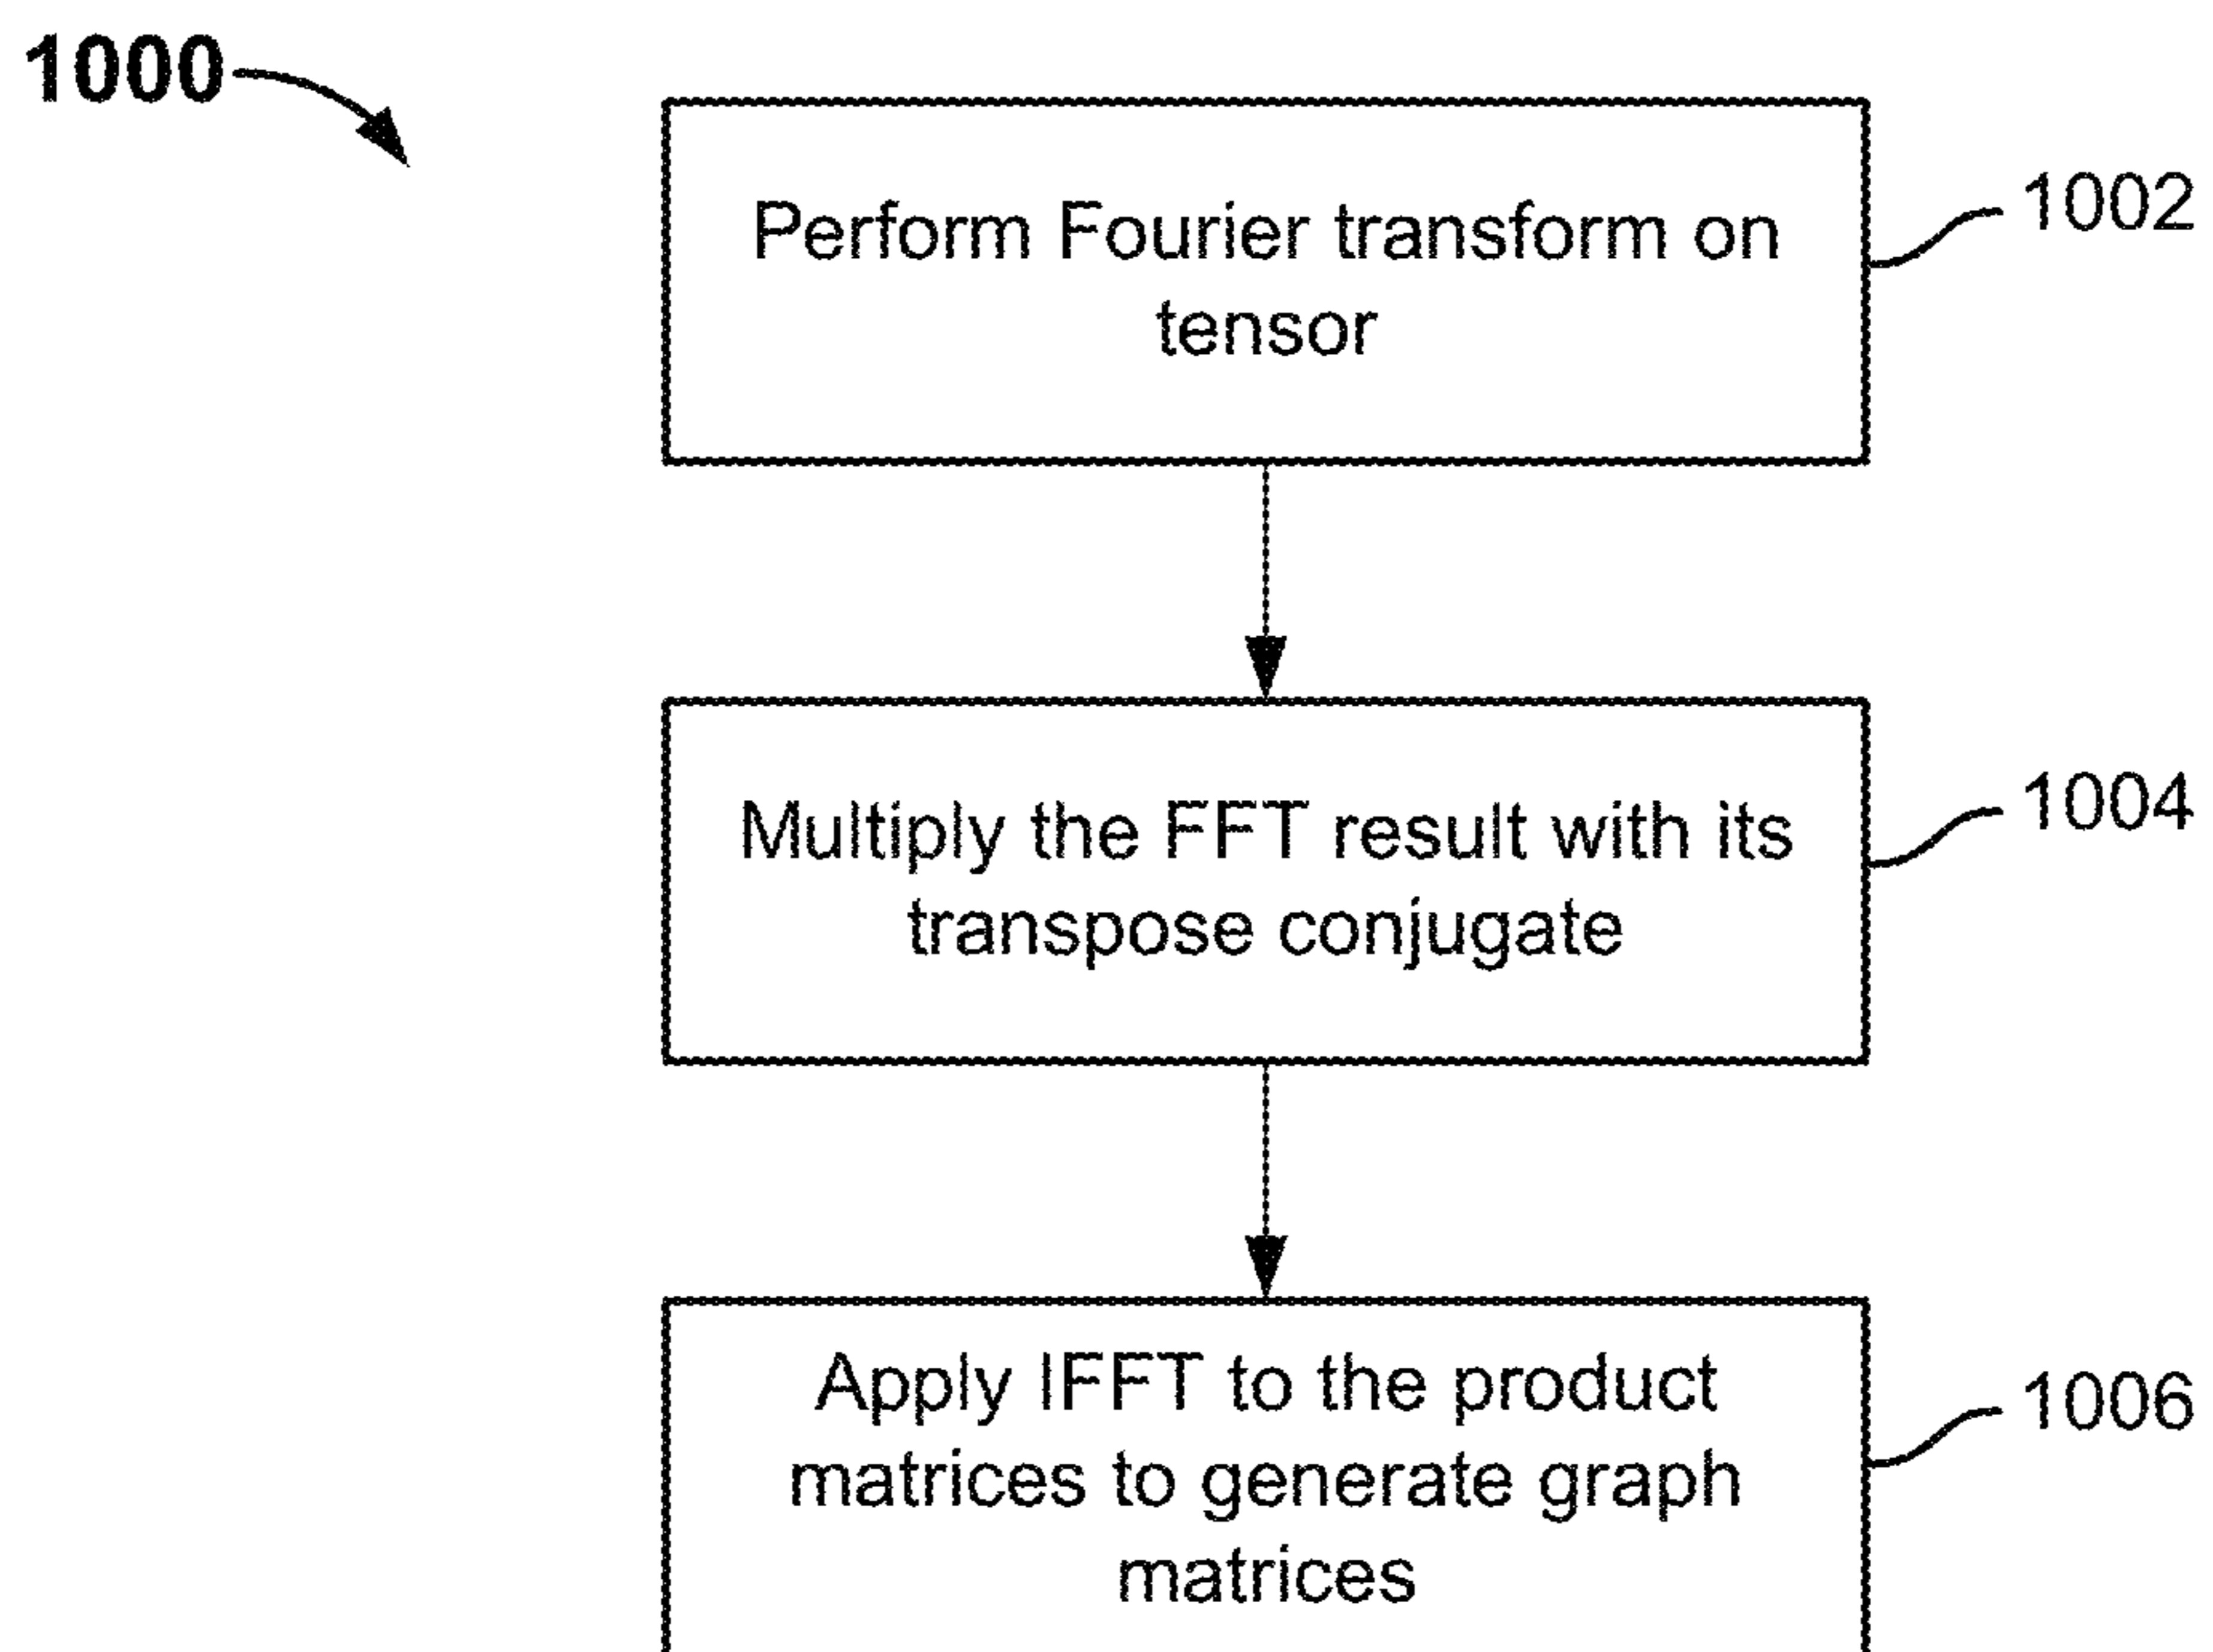 1000
Perform Fourier transform on
tensor
1002
Multiply the FFT result with its
transpose conjugate
1004
Apply IFFT to the product
matrices to generate graph
matrices
1006